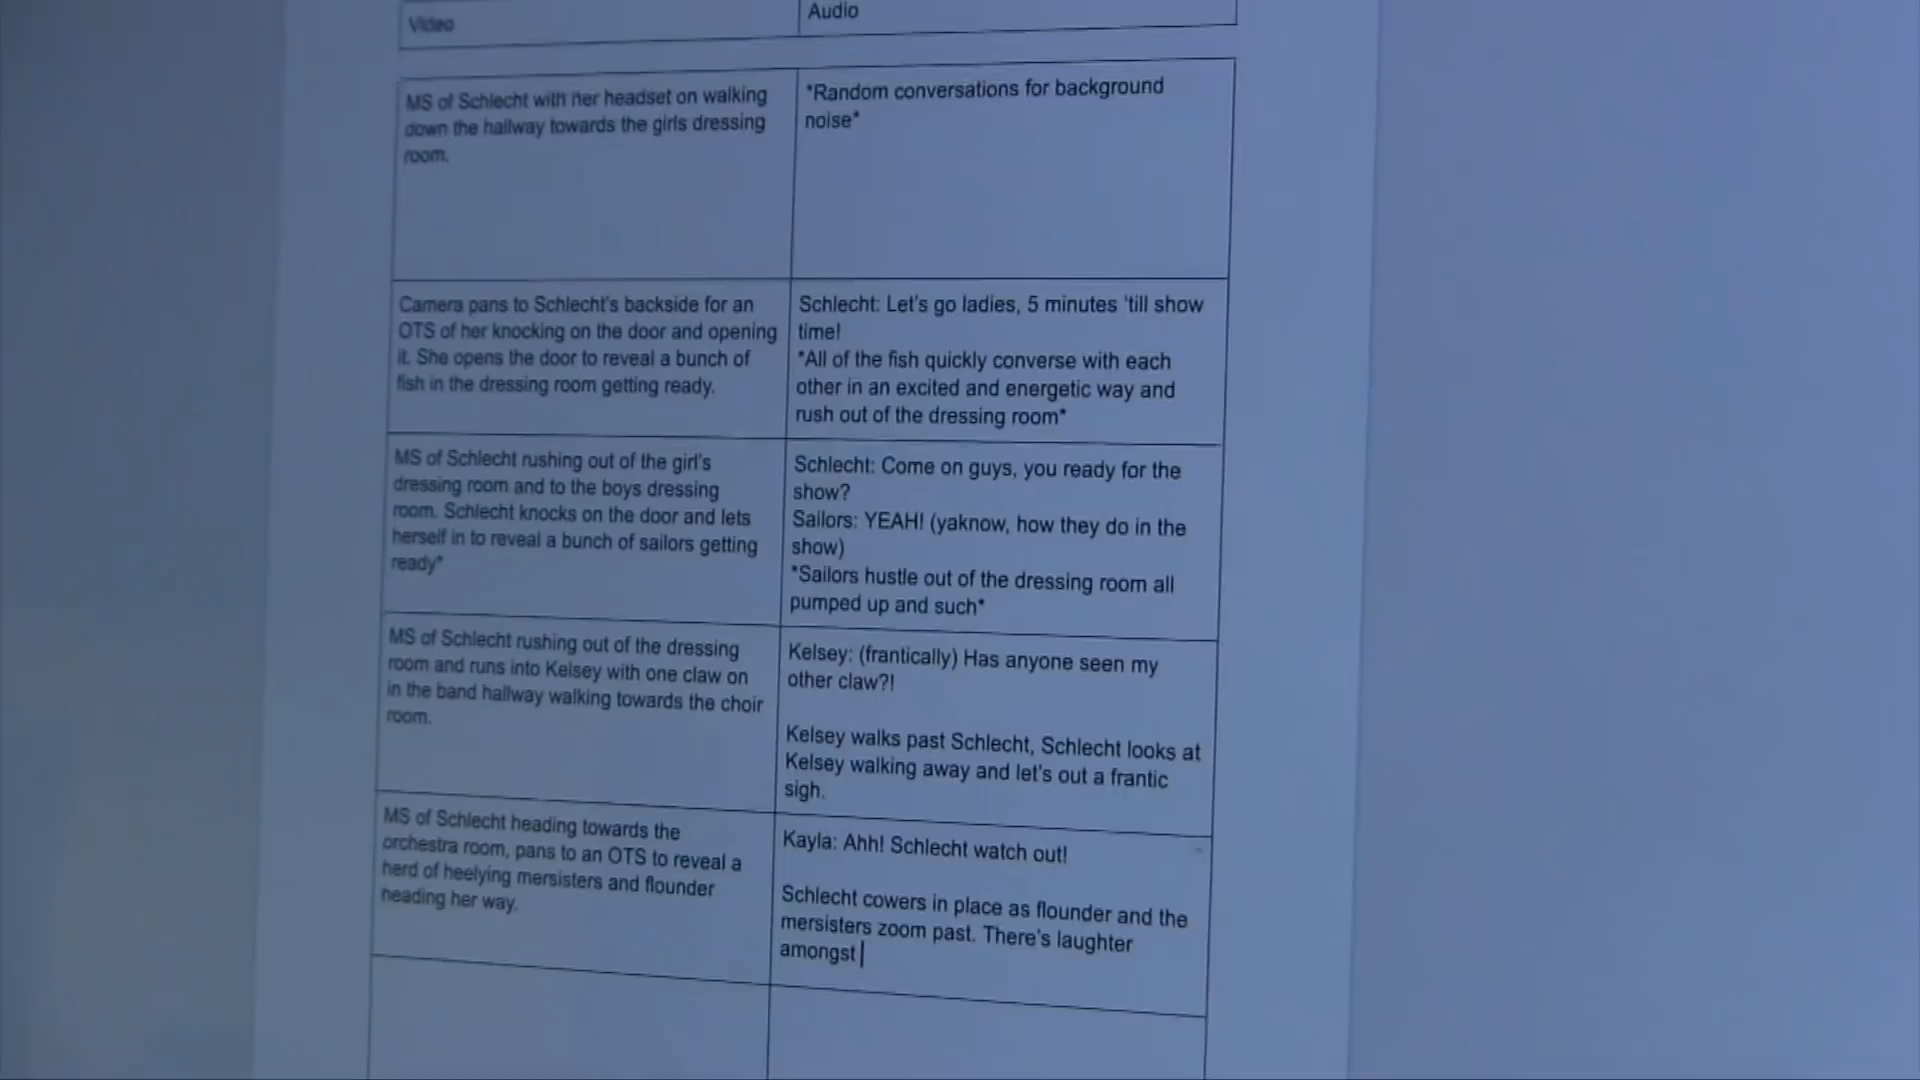 Video
Audio
MS of Schlecht with her headset on walking
down the hallway towards the girls dressing
room.
*Random conversations for background
noise*
Camera pans to Schlecht's backside for an
OTS of her knocking on the door and opening
it. She opens the door to reveal a bunch of
fish in the dressing room getting ready.
Schlecht: Let's go ladies, 5 minutes 'till show
time!
*All of the fish quickly converse with each
other in an excited and energetic way and
rush out of the dressing room*
MS of Schlecht rushing out of the girl's
dressing room and to the boys dressing
room. Schlecht knocks on the door and lets
herself in to reveal a bunch of sailors getting
ready*
Schlecht: Come on guys, you ready for the
show?
Sailors: YEAH! (yaknow, how they do in the
show)
*Sailors hustle out of the dressing room all
pumped up and such*
MS of Schlecht rushing out of the dressing
room and runs into Kelsey with one claw on
in the band hallway walking towards the choir
room.
Kelsey: (frantically) Has anyone seen my
other claw?!
Kelsey walks past Schlecht, Schlecht looks at
Kelsey walking away and let's out a frantic
sigh.
MS of Schlecht heading towards the
orchestra room, pans to an OTS to reveal a
herd of heelying mersisters and flounder
heading her way.
Kayla: Ahh! Schlecht watch out!
Schlecht cowers in place as flounder and the
mersisters zoom past. There's laughter
amongst